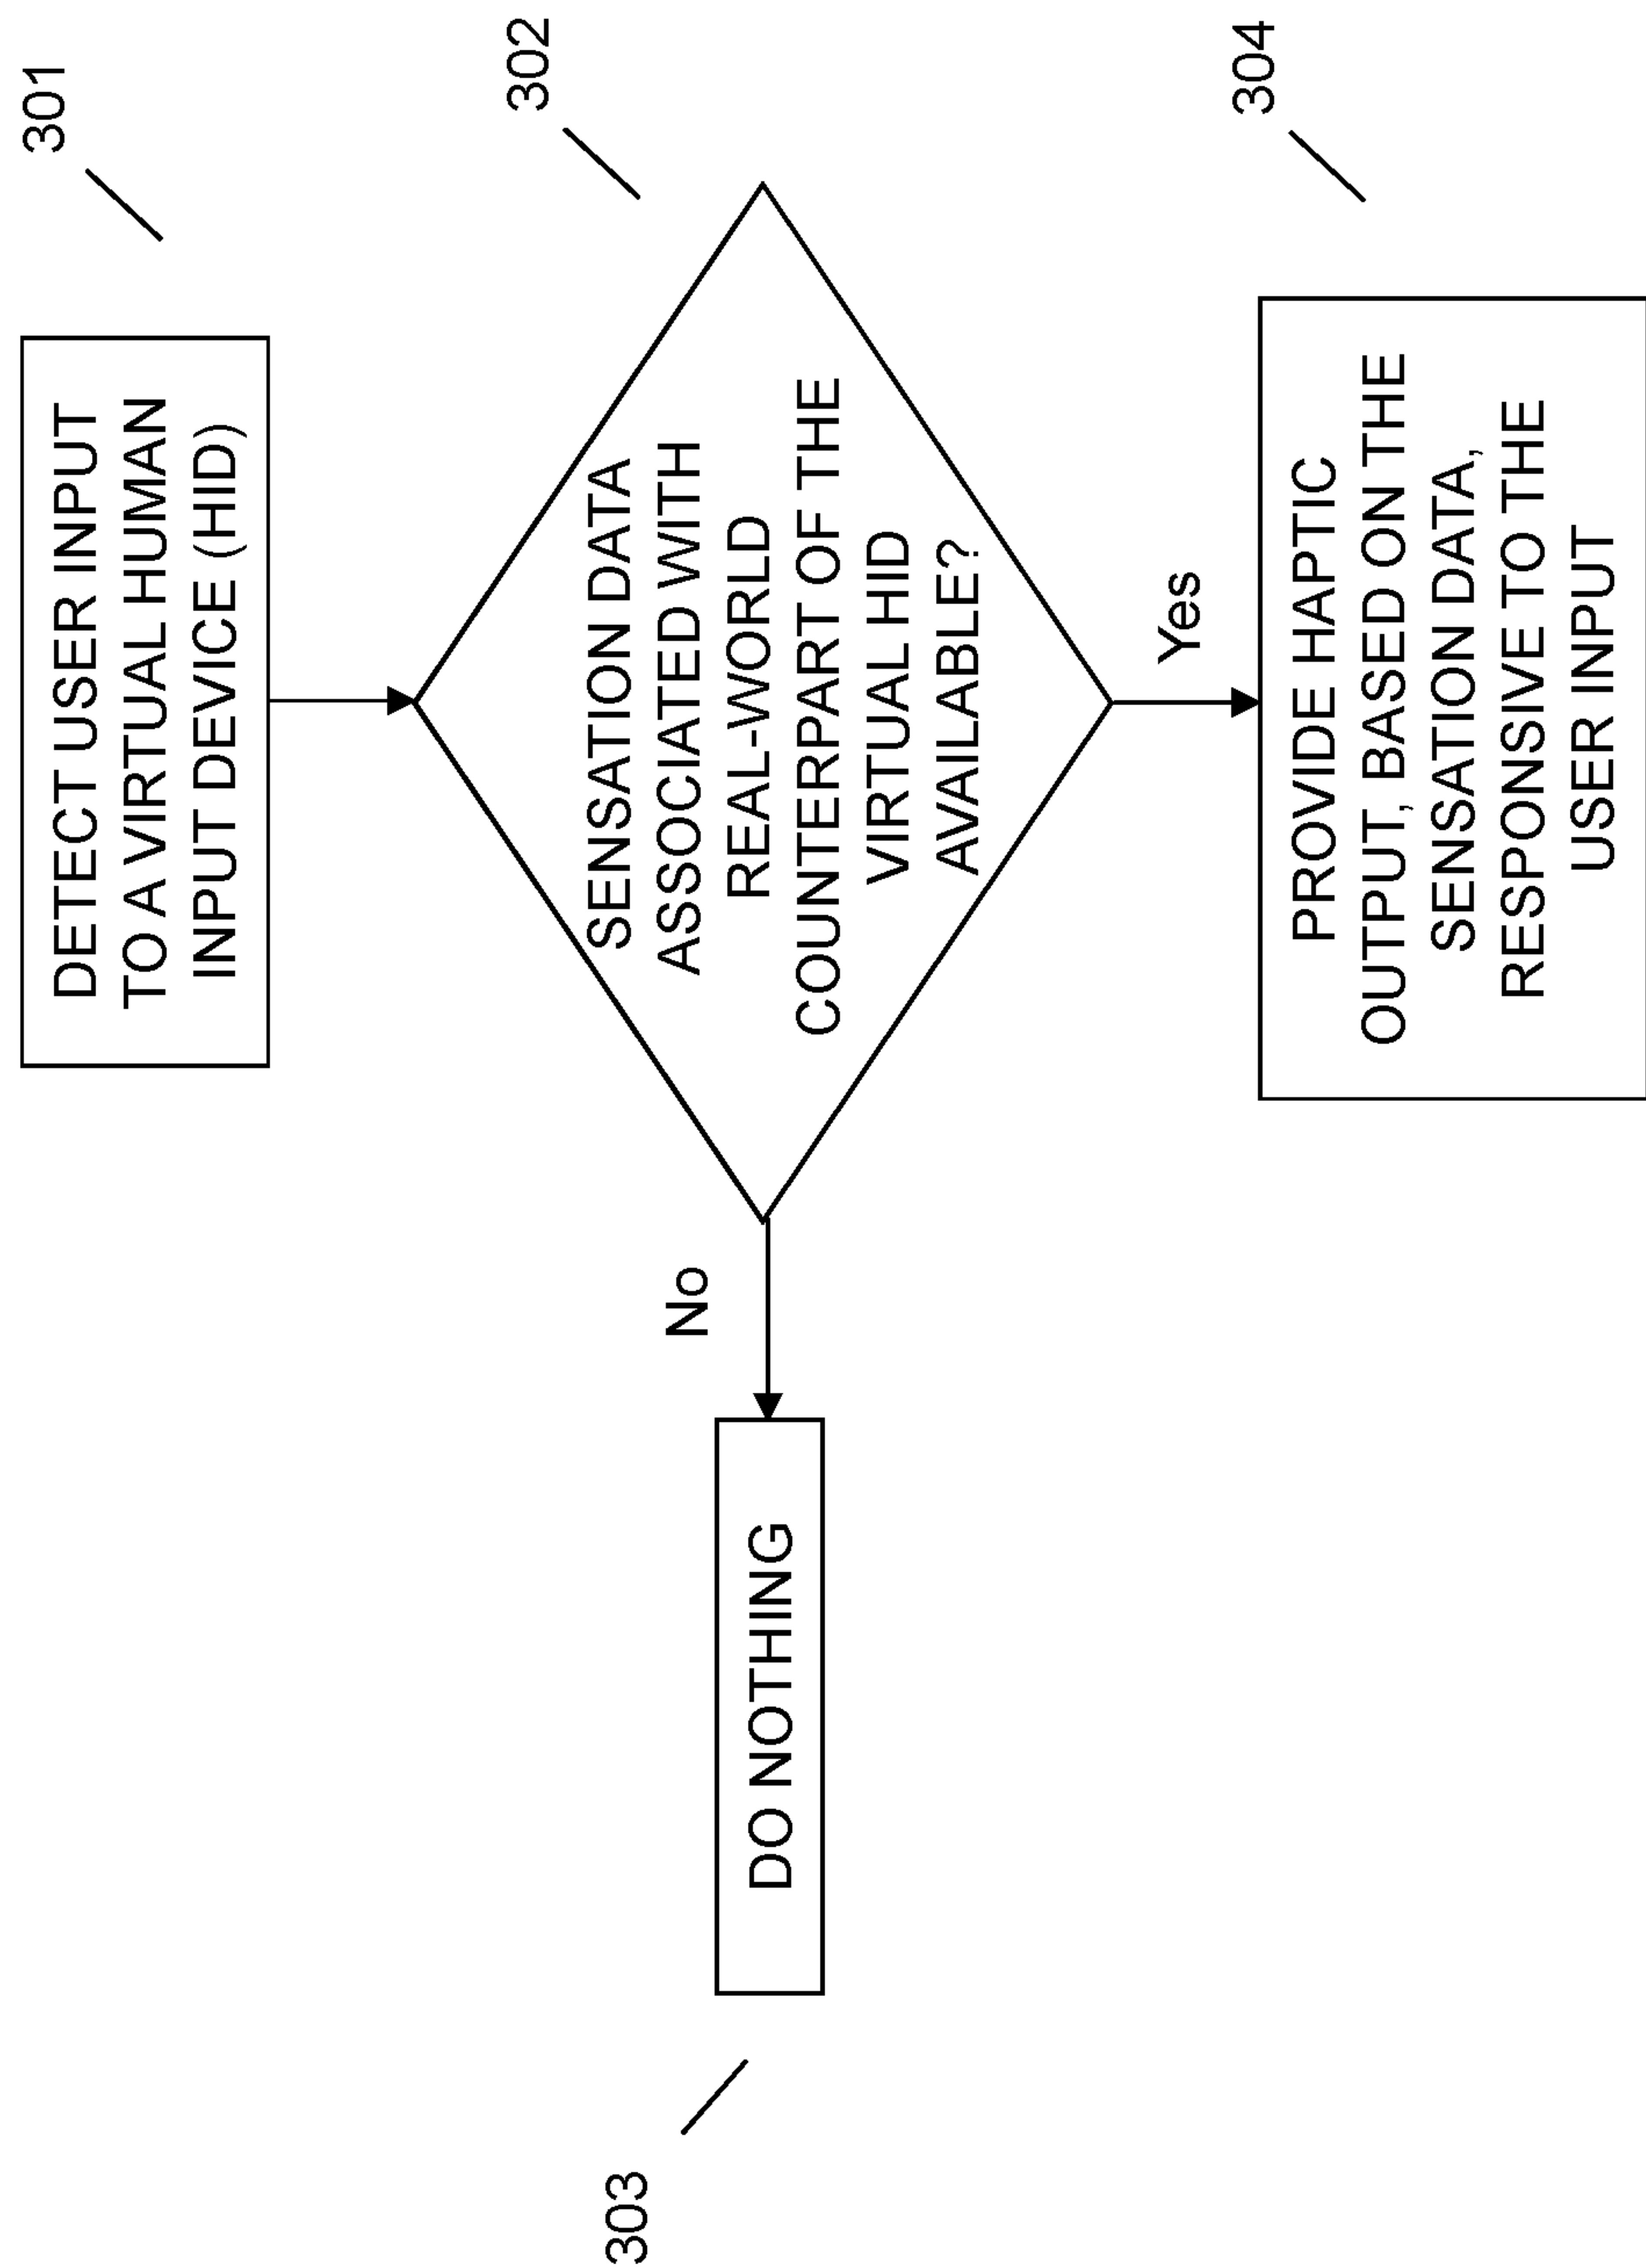 301
DETECT USER INPUT
TO A VIRTUAL HUMAN
INPUT DEVICE (HID)
302
SENSATION DATA
ASSOCIATED WITH
REAL-WORLD
COUNTERPART OF THE
VIRTUAL HID
AVAILABLE?
No
303
DO NOTHING
Yes
304
PROVIDE HAPTIC
OUTPUT, BASED ON THE
SENSATION DATA,
RESPONSIVE TO THE
USER INPUT